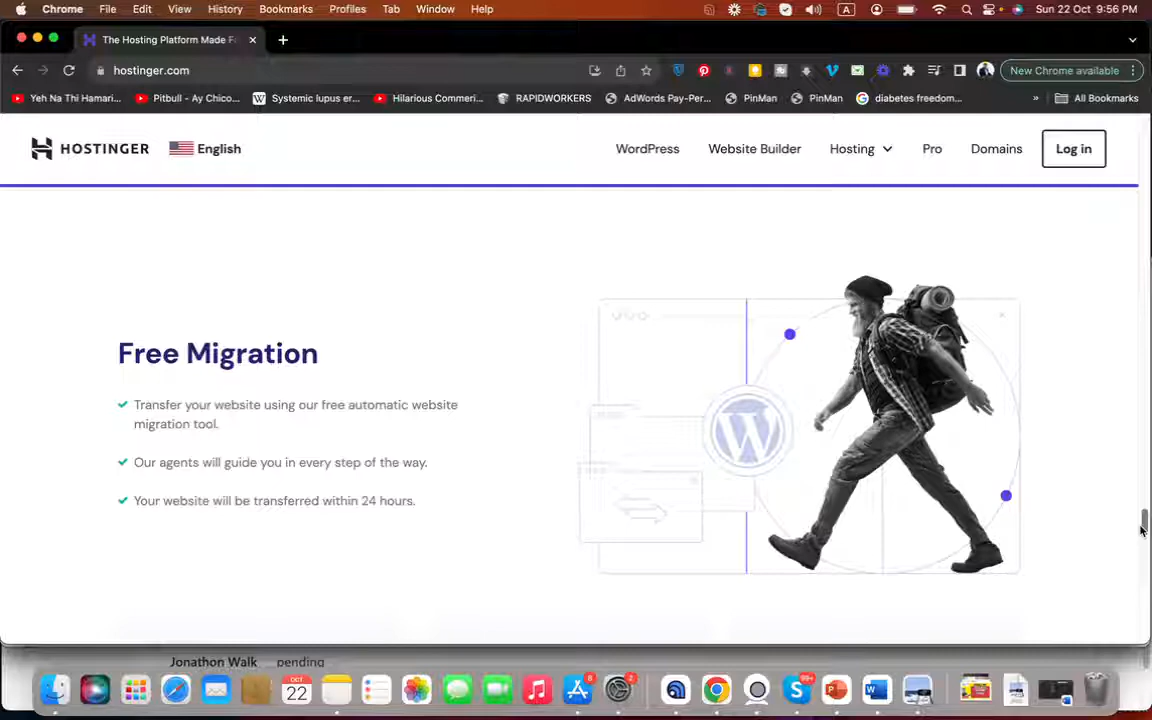 Chrome File Edit View History Bookmarks Profiles Tab Window Help A Sun 22 Oct 9:56 PM
The Hosting Platform Made F
hostinger.com New Chrome available
Yeh Na Thi Hamari... Pitbull - Ay Chico... Systemic lupus er... Hilarious Commeri... RAPIDWORKERS AdWords Pay-Per... PinMan PinMan diabetes freedom... » All Bookmarks
HOSTINGER English WordPress Website Builder Hosting Pro Domains Log in
Free Migration
Transfer your website using our free automatic website
migration tool.
Our agents will guide you in every step of the way.
Your website will be transferred within 24 hours.
Jonathon Walk pending
OCT
22
8
2
99+